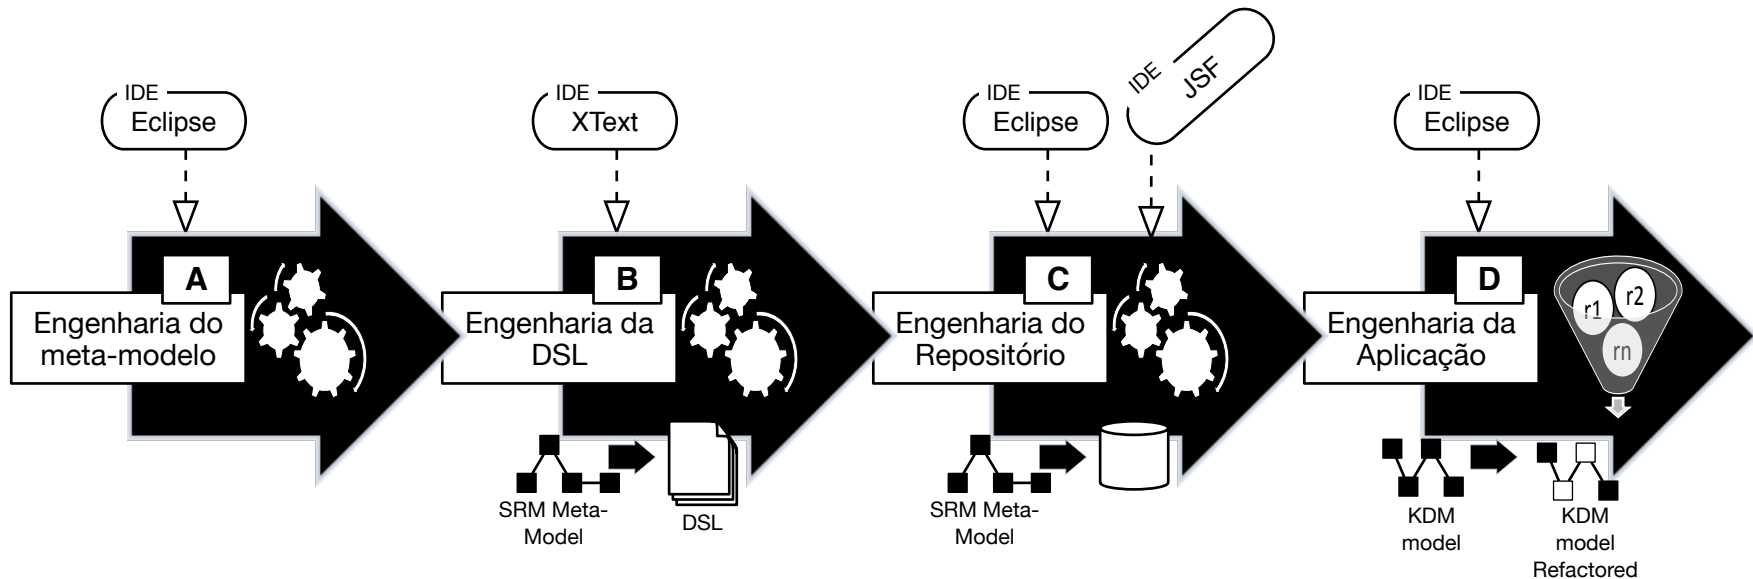 IDE
Eclipse
IDE
XText
IDE
Eclipse
IDE
JSF
IDE
Eclipse
A
Engenharia do
meta-modelo
B
Engenharia da
DSL
C
Engenharia do
Repositório
D
Engenharia da
Aplicação
r1
r2
rn
SRM Meta-
Model
DSL
SRM Meta-
Model
KDM
model
KDM
model
Refactored